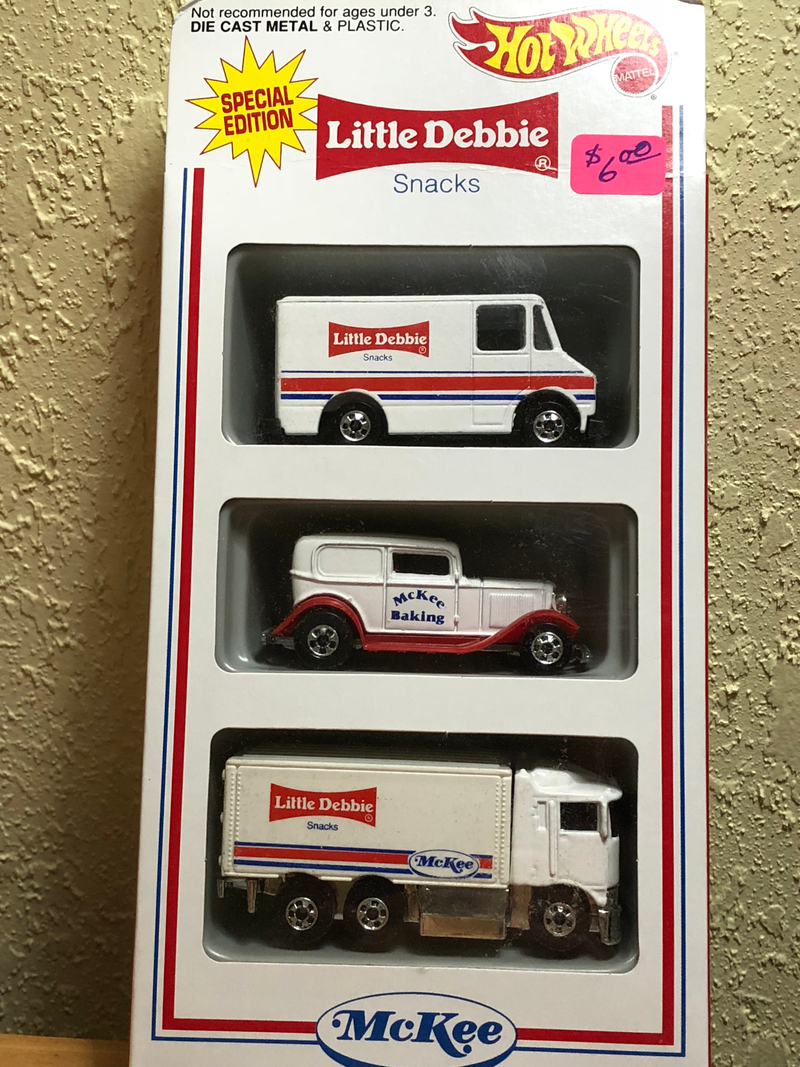 Not recommended for ages under 3.
DIE CAST METAL & PLASTIC.
Hot Wheels
MATTEL
®
SPECIAL
EDITION
Little Debbie
®
Snacks
$6.00
Little Debbie
®
Snacks
McKee
Baking
Little Debbie
®
Snacks
McKee
McKee